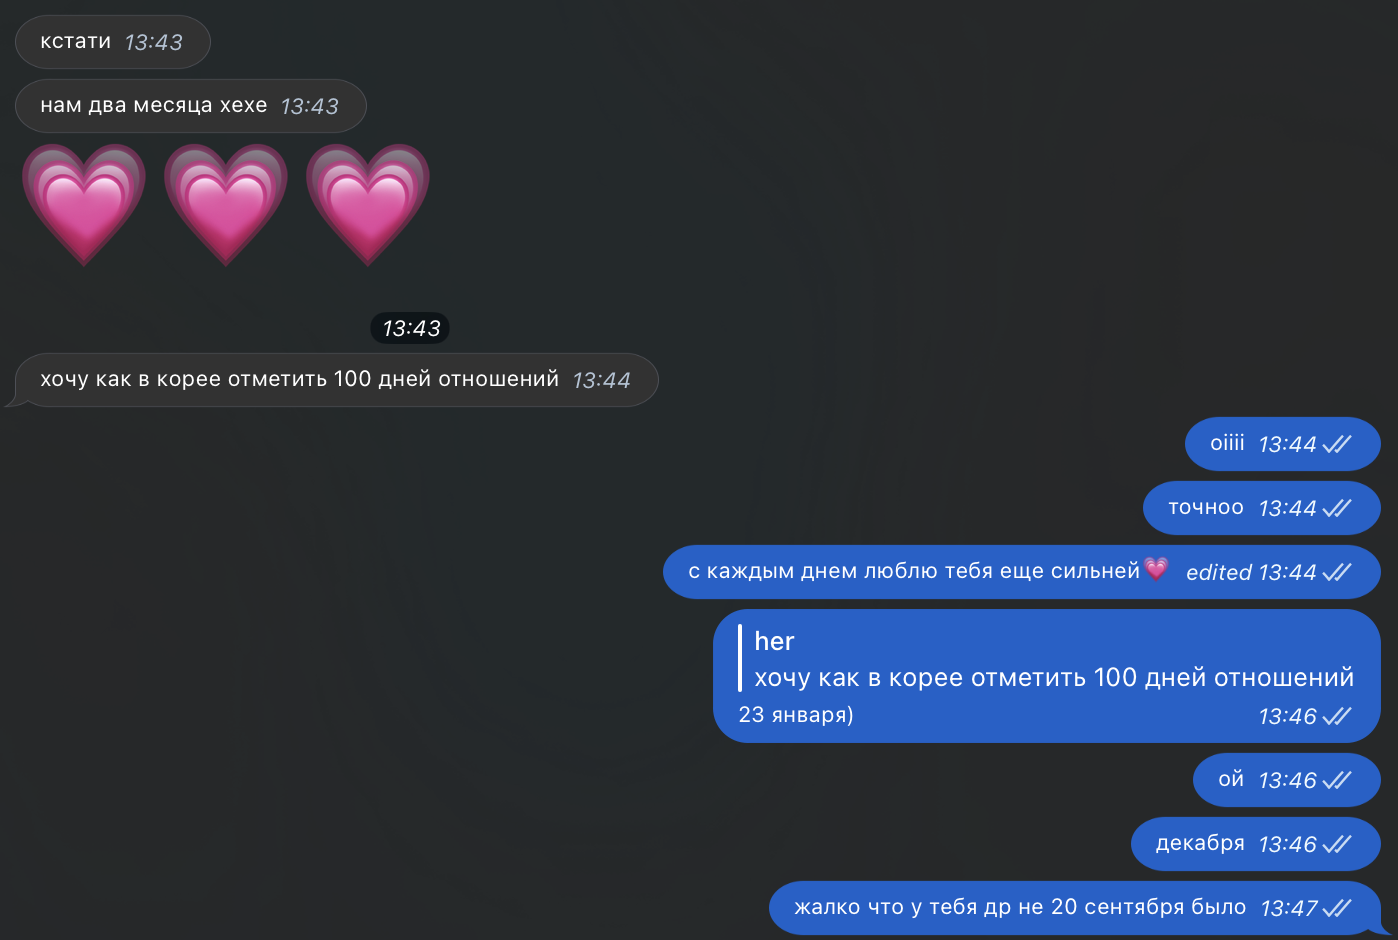 кстати 13:43
нам два месяца хехе 13:43
13:43
хочу как в корее отметить 100 дней отношений 13:44
оiiii 13:44
точноо 13:44
с каждым днем люблю тебя еще сильней💗 edited 13:44
her
хочу как в корее отметить 100 дней отношений
23 января) 13:46
ой 13:46
декабря 13:46
жалко что у тебя др не 20 сентября было 13:47